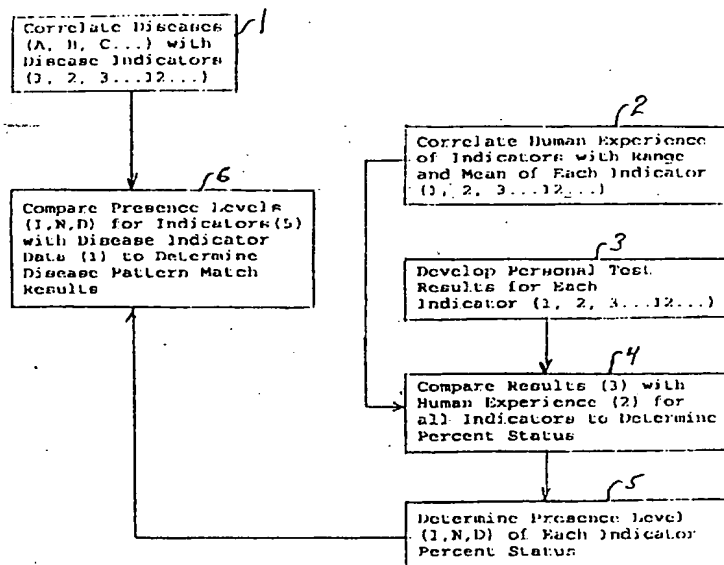 1
Correlate Diseases
(A, B, C...) with
Disease Indicators
(1, 2, 3...12...)
2
Correlate Human Experience
of Indicators with Range
and Mean of Each Indicator
(1, 2, 3...12...)
6
Compare Presence Levels
(I,N,D) for Indicators(5)
with Disease Indicator
Data (1) to Determine
Disease Pattern Match
Results
3
Develop Personal Test
Results for Each
Indicator (1, 2, 3...12...)
4
Compare Results (3) with
Human Experience (2) for
all Indicators to Determine
Percent Status
5
Determine Presence Level
(I,N,D) of Each Indicator
Percent Status